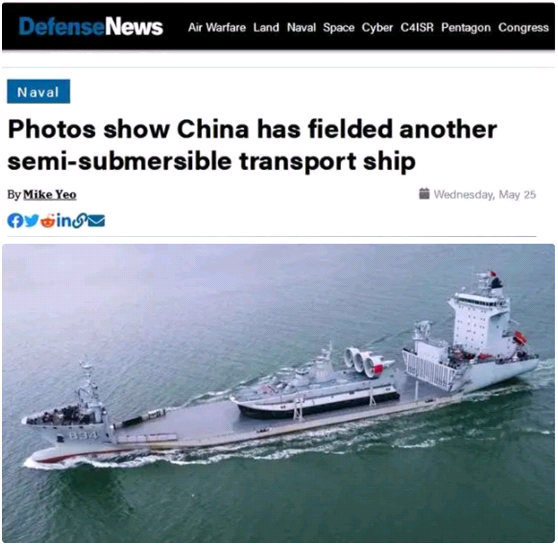 DefenseNews Air Warfare Land Naval Space Cyber C4ISR Pentagon Congress
Naval
Photos show China has fielded another
semi-submersible transport ship
By Mike Yeo Wednesday, May 25
834